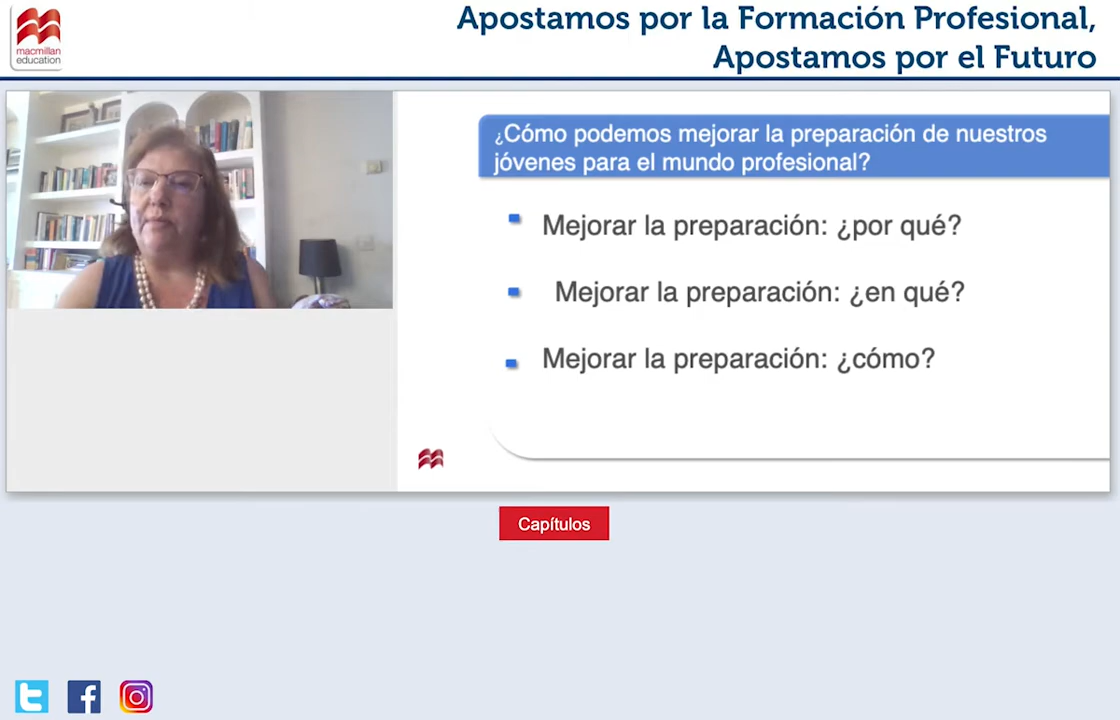 macmillan
education
Apostamos por la Formación Profesional,
Apostamos por el Futuro
¿Cómo podemos mejorar la preparación de nuestros
jóvenes para el mundo profesional?
Mejorar la preparación: ¿por qué?
Mejorar la preparación: ¿en qué?
Mejorar la preparación: ¿cómo?
Capítulos